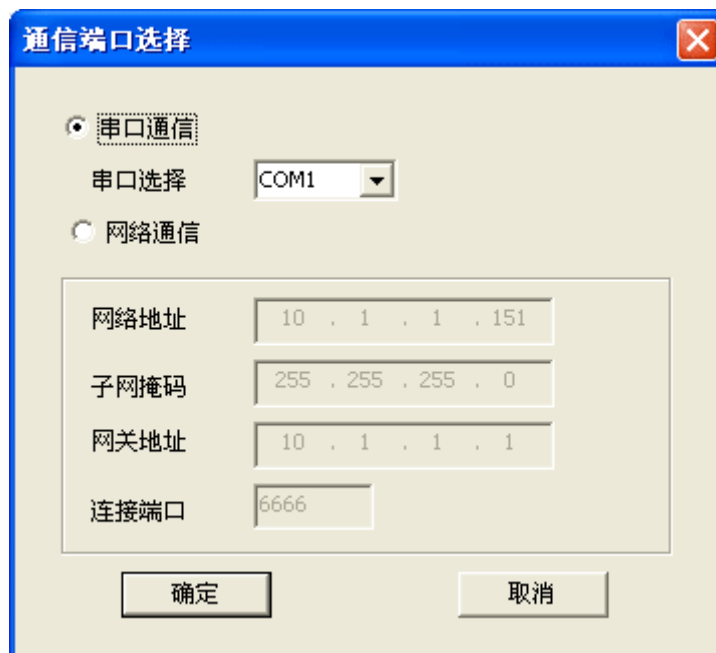 通信端口选择
串口通信
串口选择 COM1
网络通信
网络地址 10 . 1 . 1 . 151
子网掩码 255 . 255 . 255 . 0
网关地址 10 . 1 . 1 . 1
连接端口 6666
确定 取消